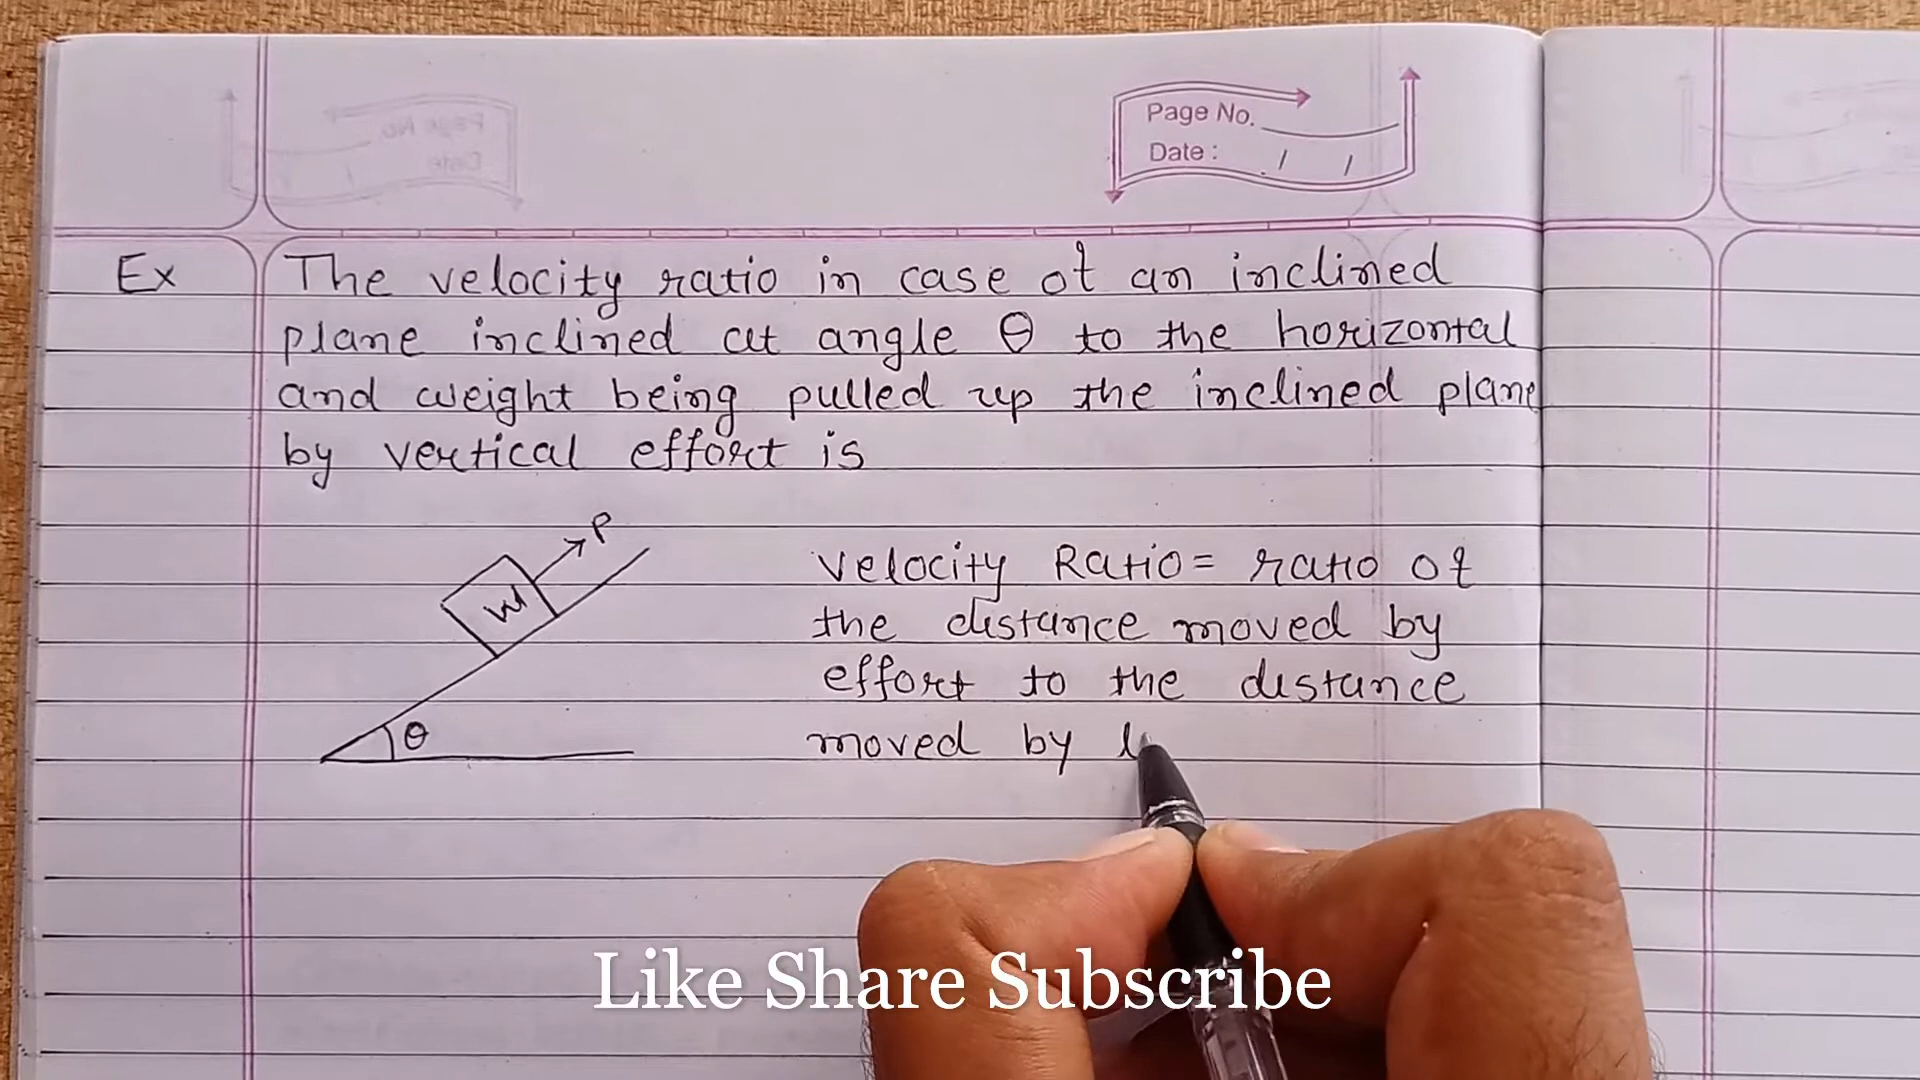 Page No.
Date : / /
Ex The velocity ratio in case of an inclined
plane inclined at angle θ to the horizontal
and weight being pulled up the inclined plane
by vertical effort is
P
W
θ
Velocity Ratio = ratio of
the distance moved by
effort to the distance
moved by l
Like Share Subscribe